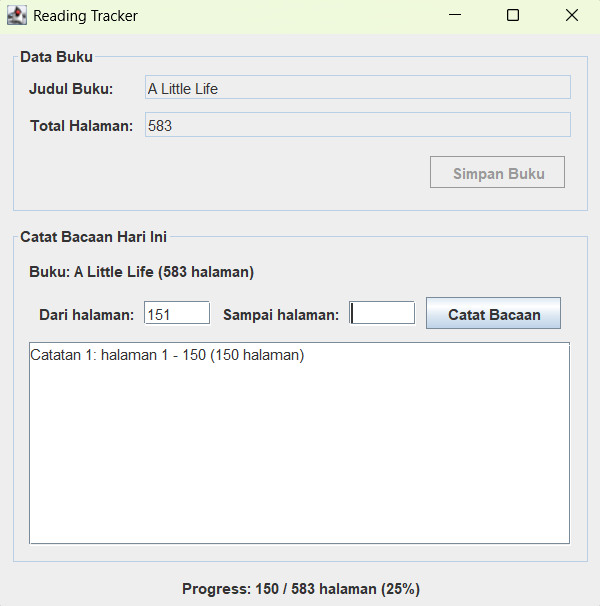 Reading Tracker
Data Buku
Judul Buku: A Little Life
Total Halaman: 583
Simpan Buku
Catat Bacaan Hari Ini
Buku: A Little Life (583 halaman)
Dari halaman: 151 Sampai halaman: Catat Bacaan
Catatan 1: halaman 1 - 150 (150 halaman)
Progress: 150 / 583 halaman (25%)